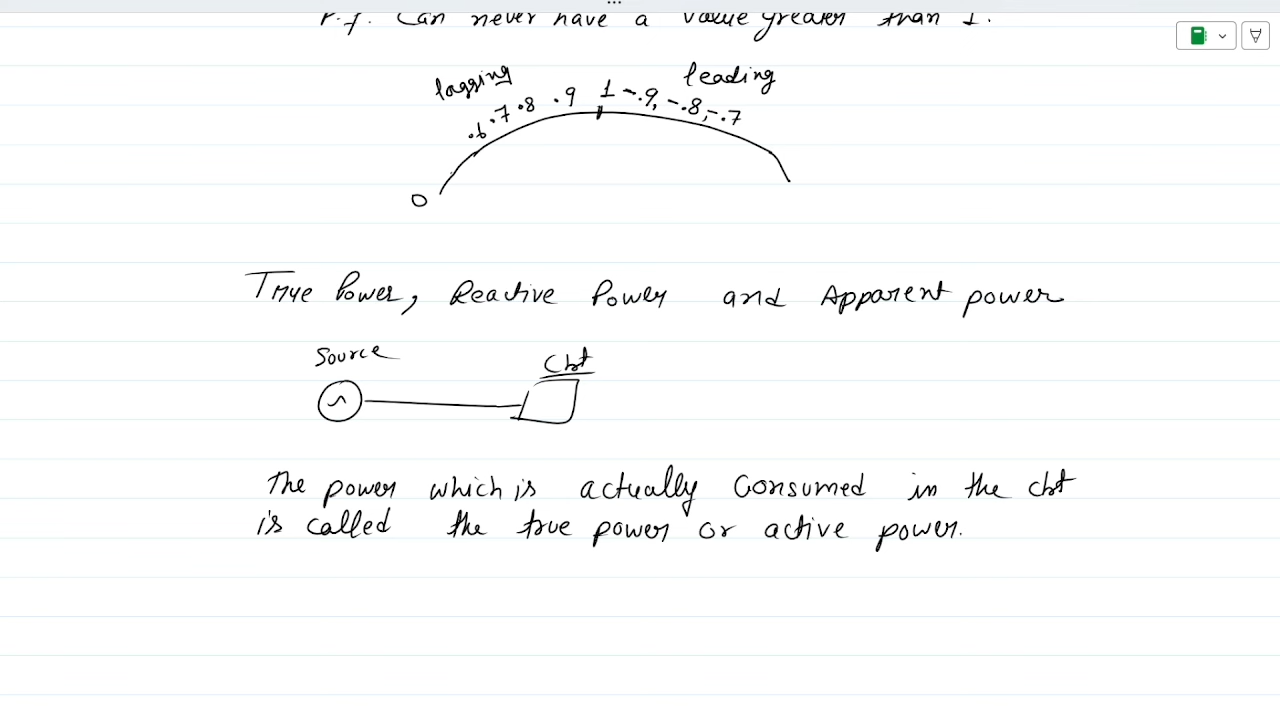 P.f. Can never have a value greater than 1.
lagging leading
.6 .7 .8 .9 1 -.9, -.8, -.7
0
True Power, Reactive Power and Apparent power
Source Ckt
The power which is actually Consumed in the ckt
is called the true power or active power.